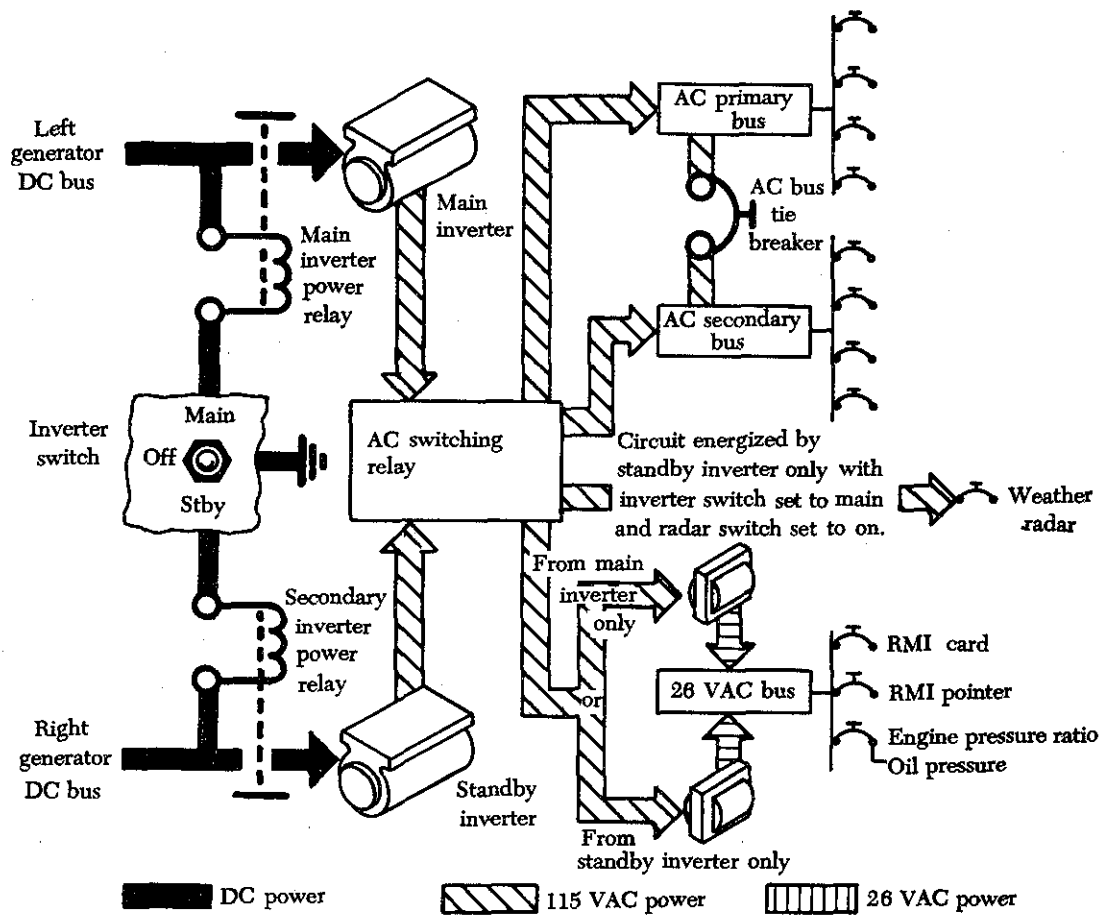 Left
generator
DC bus
Main
inverter
power
relay
Main
inverter
AC primary
bus
AC bus
tie
breaker
AC secondary
bus
Inverter
switch
Main
Off
Stby
AC switching
relay
Circuit energized by
standby inverter only with
inverter switch set to main
and radar switch set to on.
Weather
radar
From main
inverter
only
Secondary
inverter
power
relay
or
26 VAC bus
RMI card
RMI pointer
Engine pressure ratio
Oil pressure
Right
generator
DC bus
Standby
inverter
From
standby inverter only
DC power
115 VAC power
26 VAC power